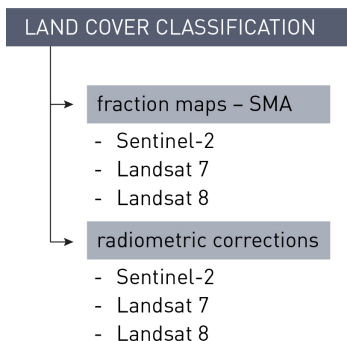 LAND COVER CLASSIFICATION
fraction maps – SMA
- Sentinel-2
- Landsat 7
- Landsat 8
radiometric corrections
- Sentinel-2
- Landsat 7
- Landsat 8